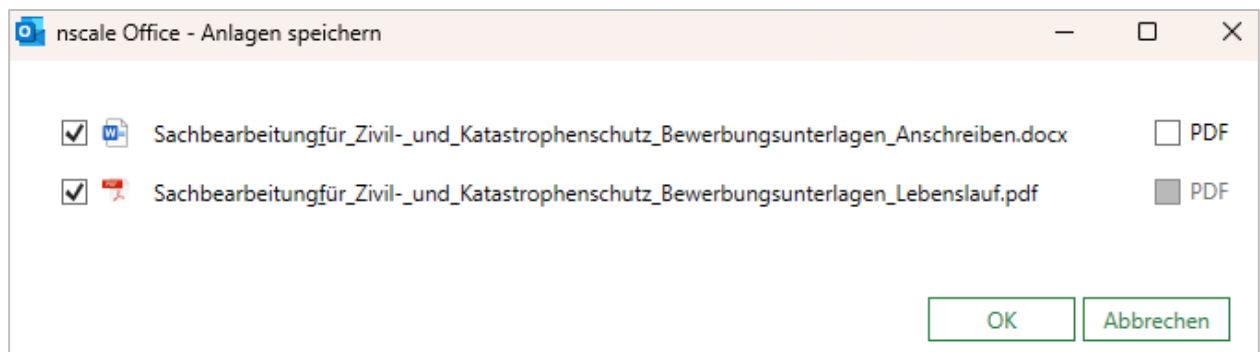 nscale Office - Anlagen speichern
Sachbearbeitungfür_Zivil-_und_Katastrophenschutz_Bewerbungsunterlagen_Anschreiben.docx PDF
Sachbearbeitungfür_Zivil-_und_Katastrophenschutz_Bewerbungsunterlagen_Lebenslauf.pdf PDF
OK Abbrechen